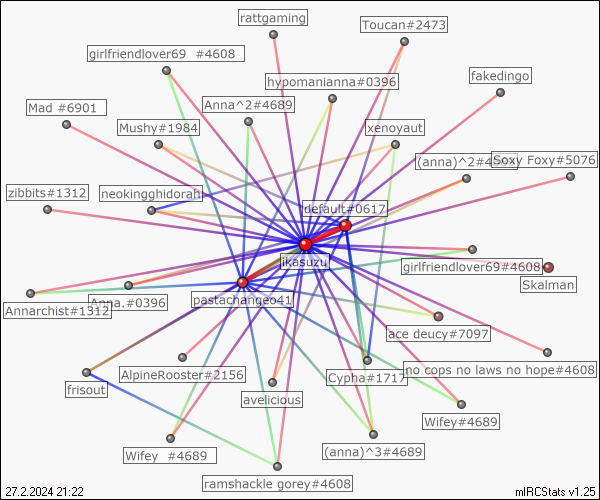 rattgaming
Toucan#2473
girlfriendlover69 #4608
fakedingo
hypomanianna#0396
Mad #6901
Anna^2#4689
Mushy#1984
xenoyaut
(anna)^2#4
Soxy Foxy#5076
zibbits#1312
neokingghidorah
default#0617
jkasuzu
girlfriendlover69#4608
Skalman
Anna.#0396
pastachangeo41
Annarchist#1312
ace deucy#7097
AlpineRooster#2156
Cypha#1717
no cops no laws no hope#4608
frisout
avelicious
Wifey#4689
Wifey #4689
(anna)^3#4689
ramshackle gorey#4608
27.2.2024 21:22
mIRCStats v1.25